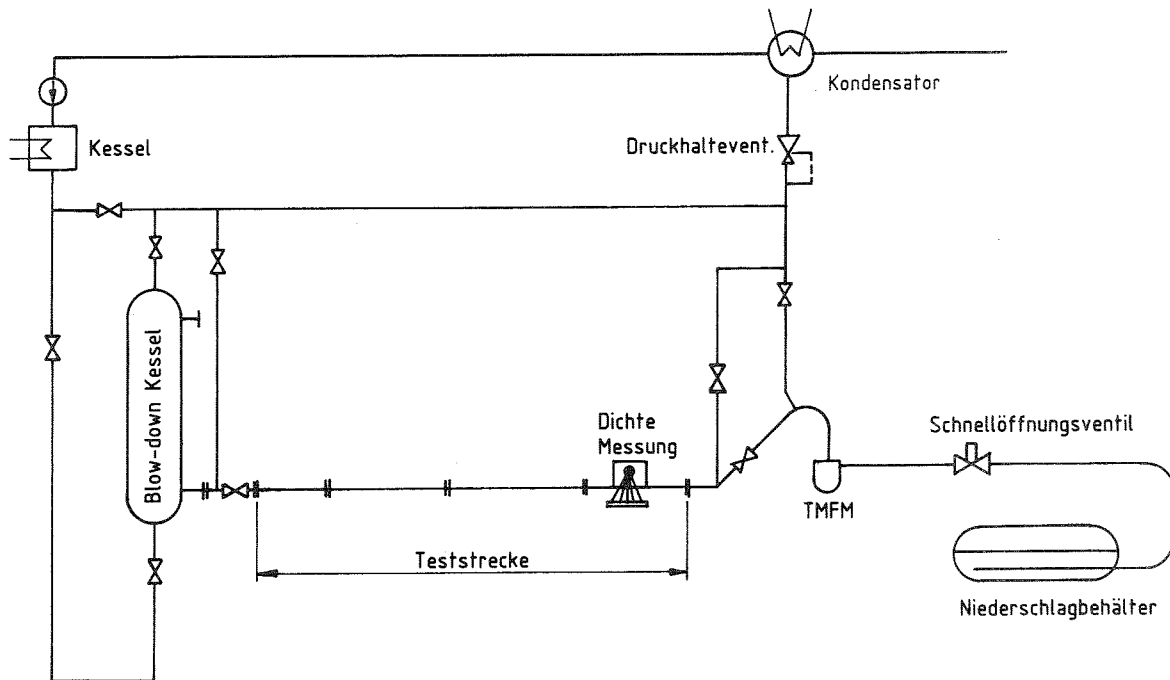 Kondensator
Kessel
Druckhaltevent.
Blow-down Kessel
Dichte
Messung
Schnellöffnungsventil
TMFM
Teststrecke
Niederschlagbehälter